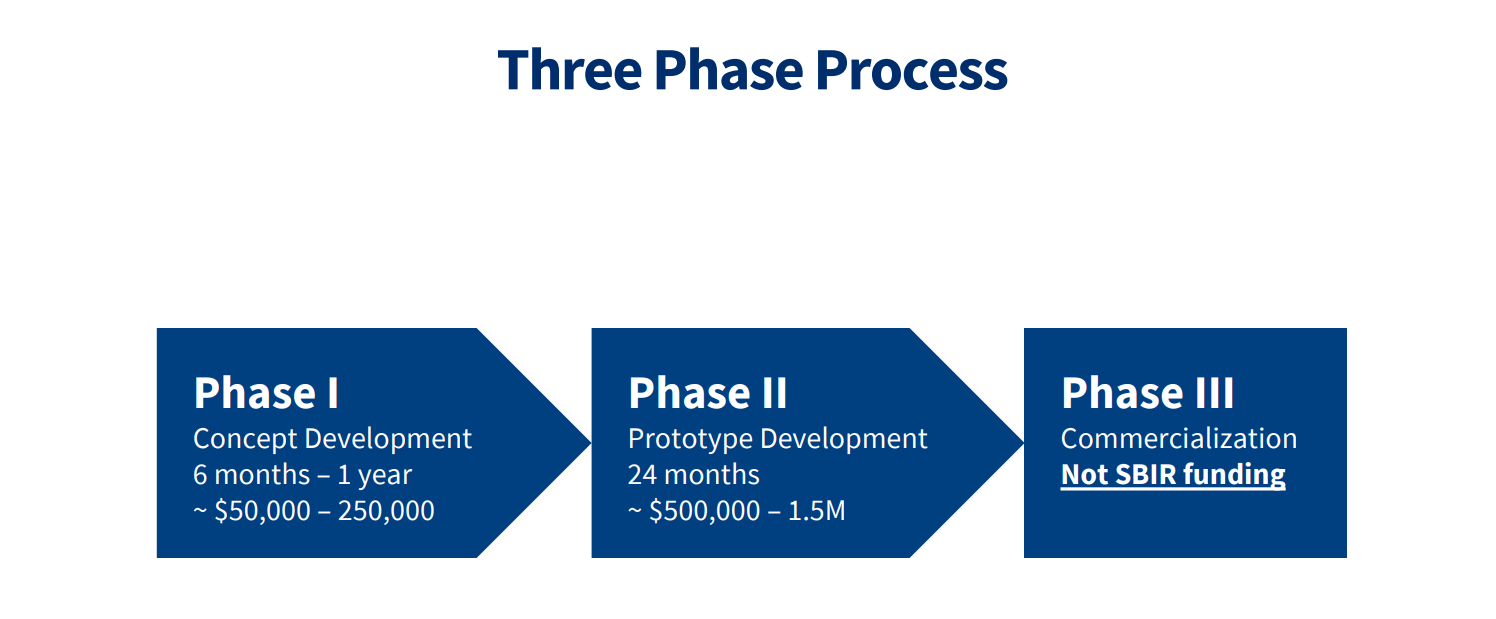 Three Phase Process
Phase I
Concept Development
6 months – 1 year
~ $50,000 – 250,000
Phase II
Prototype Development
24 months
~ $500,000 – 1.5M
Phase III
Commercialization
Not SBIR funding